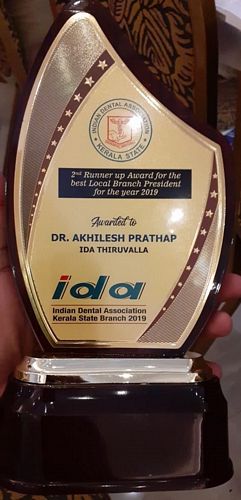 INDIAN DENTAL ASSOCIATION
KERALA STATE
2nd Runner up Award for the
best Local Branch President
for the year 2019
Awarded to
DR. AKHILESH PRATHAP
IDA THIRUVALLA
ida
Indian Dental Association
Kerala State Branch 2019